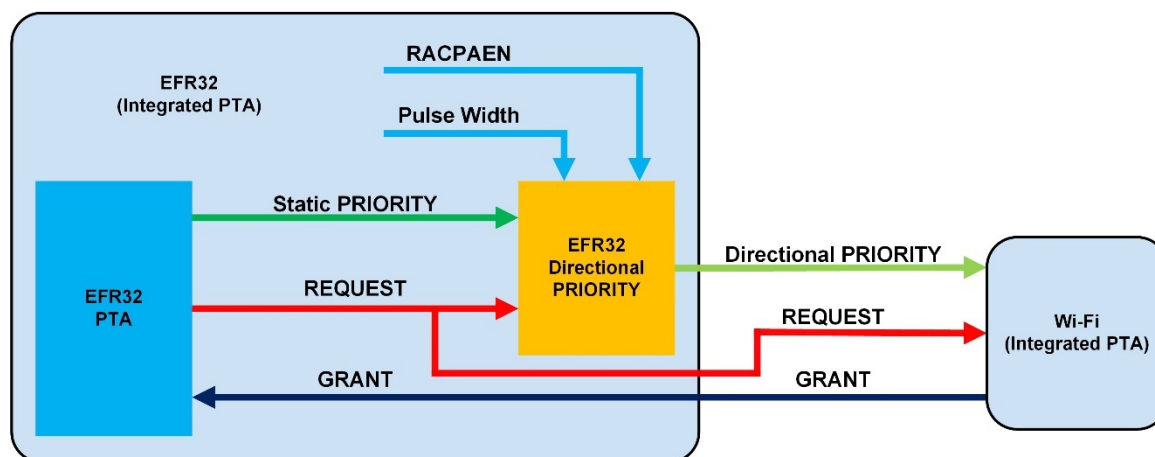 RACPAEN
EFR32
(Integrated PTA)
Pulse Width
Static PRIORITY
EFR32
Directional
PRIORITY
Directional PRIORITY
EFR32
PTA
REQUEST
REQUEST
Wi-Fi
(Integrated PTA)
GRANT
GRANT